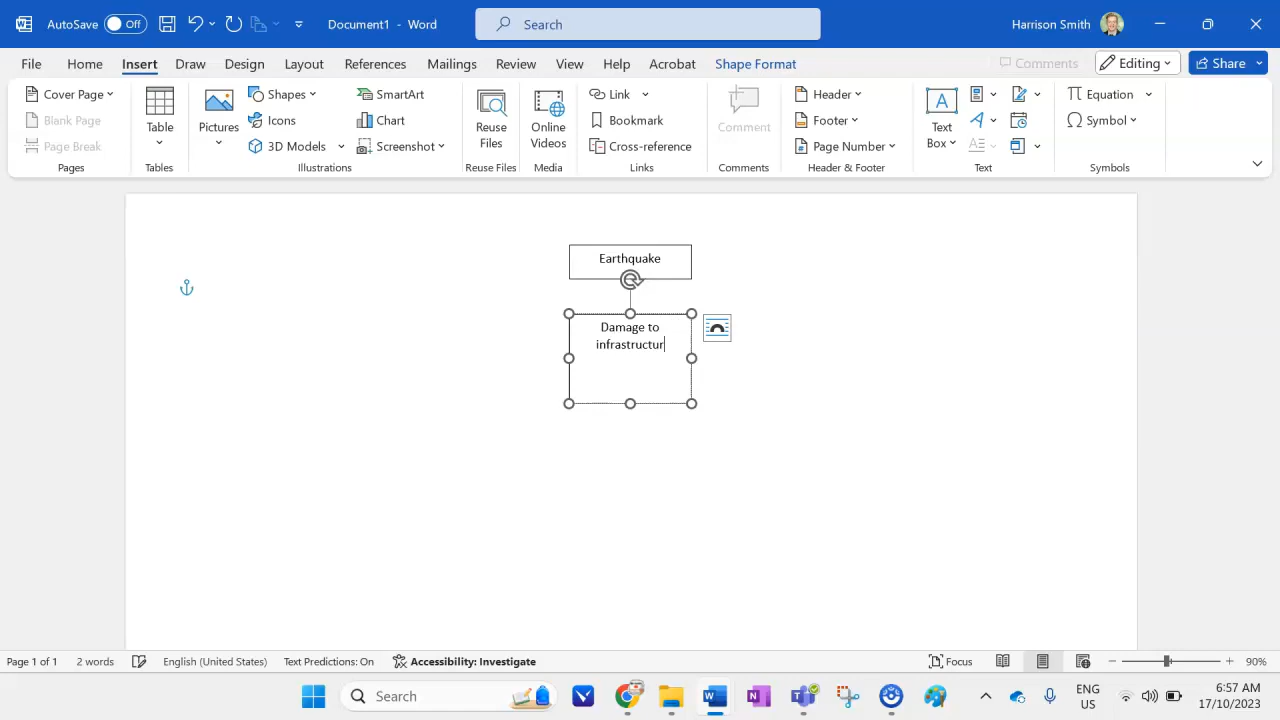 AutoSave Off Document1 - Word Search Harrison Smith
File Home Insert Draw Design Layout References Mailings Review View Help Acrobat Shape Format Comments Editing Share
Cover Page
Blank Page
Page Break
Pages
Table
Tables
Pictures
Shapes
Icons
3D Models
SmartArt
Chart
Screenshot
Illustrations
Reuse
Files
Reuse Files
Online
Videos
Media
Link
Bookmark
Cross-reference
Links
Comment
Comments
Header
Footer
Page Number
Header & Footer
A
Text
Box
Text
Equation
Symbol
Symbols
Earthquake
Damage to
infrastructur
Page 1 of 1 2 words English (United States) Text Predictions: On Accessibility: Investigate Focus 90%
Search ENG
US
6:57 AM
17/10/2023